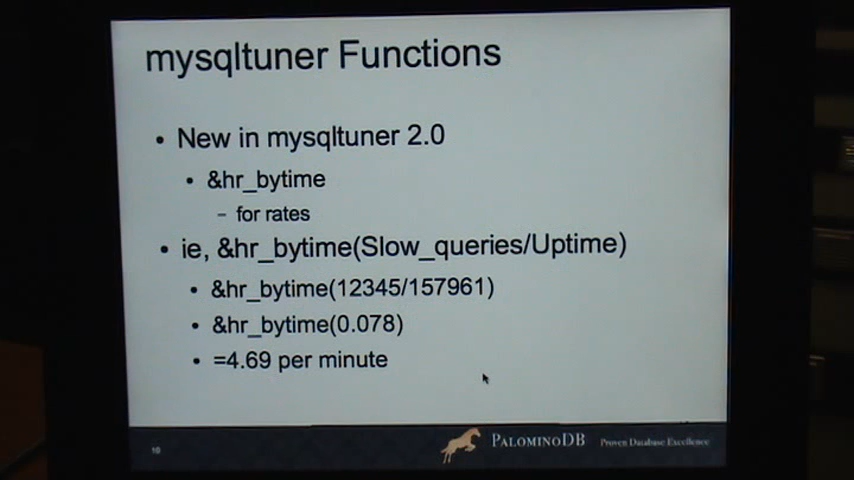 mysqltuner Functions
• New in mysqltuner 2.0
• &hr_bytime
– for rates
• ie, &hr_bytime(Slow_queries/Uptime)
• &hr_bytime(12345/157961)
• &hr_bytime(0.078)
• =4.69 per minute
10
PALOMINODB Proven Database Excellence